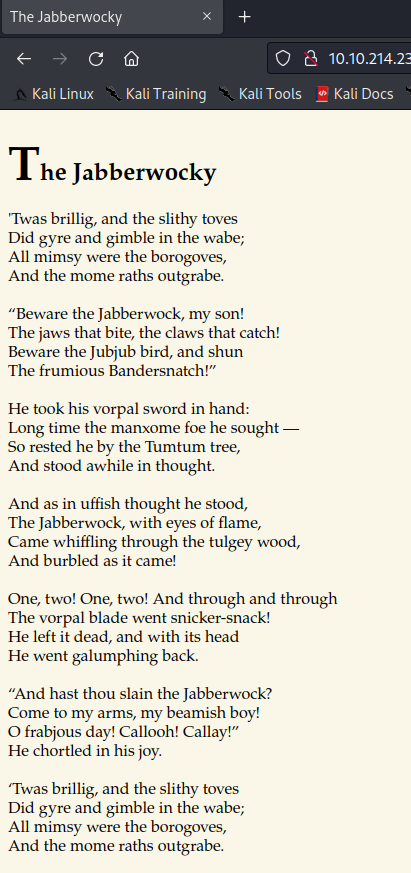 The Jabberwocky
10.10.214.23
Kali Linux Kali Training Kali Tools Kali Docs
The Jabberwocky
'Twas brillig, and the slithy toves
Did gyre and gimble in the wabe;
All mimsy were the borogoves,
And the mome raths outgrabe.
“Beware the Jabberwock, my son!
The jaws that bite, the claws that catch!
Beware the Jubjub bird, and shun
The frumious Bandersnatch!”
He took his vorpal sword in hand:
Long time the manxome foe he sought —
So rested he by the Tumtum tree,
And stood awhile in thought.
And as in uffish thought he stood,
The Jabberwock, with eyes of flame,
Came whiffling through the tulgey wood,
And burbled as it came!
One, two! One, two! And through and through
The vorpal blade went snicker-snack!
He left it dead, and with its head
He went galumphing back.
“And hast thou slain the Jabberwock?
Come to my arms, my beamish boy!
O frabjous day! Callooh! Callay!”
He chortled in his joy.
‘Twas brillig, and the slithy toves
Did gyre and gimble in the wabe;
All mimsy were the borogoves,
And the mome raths outgrabe.